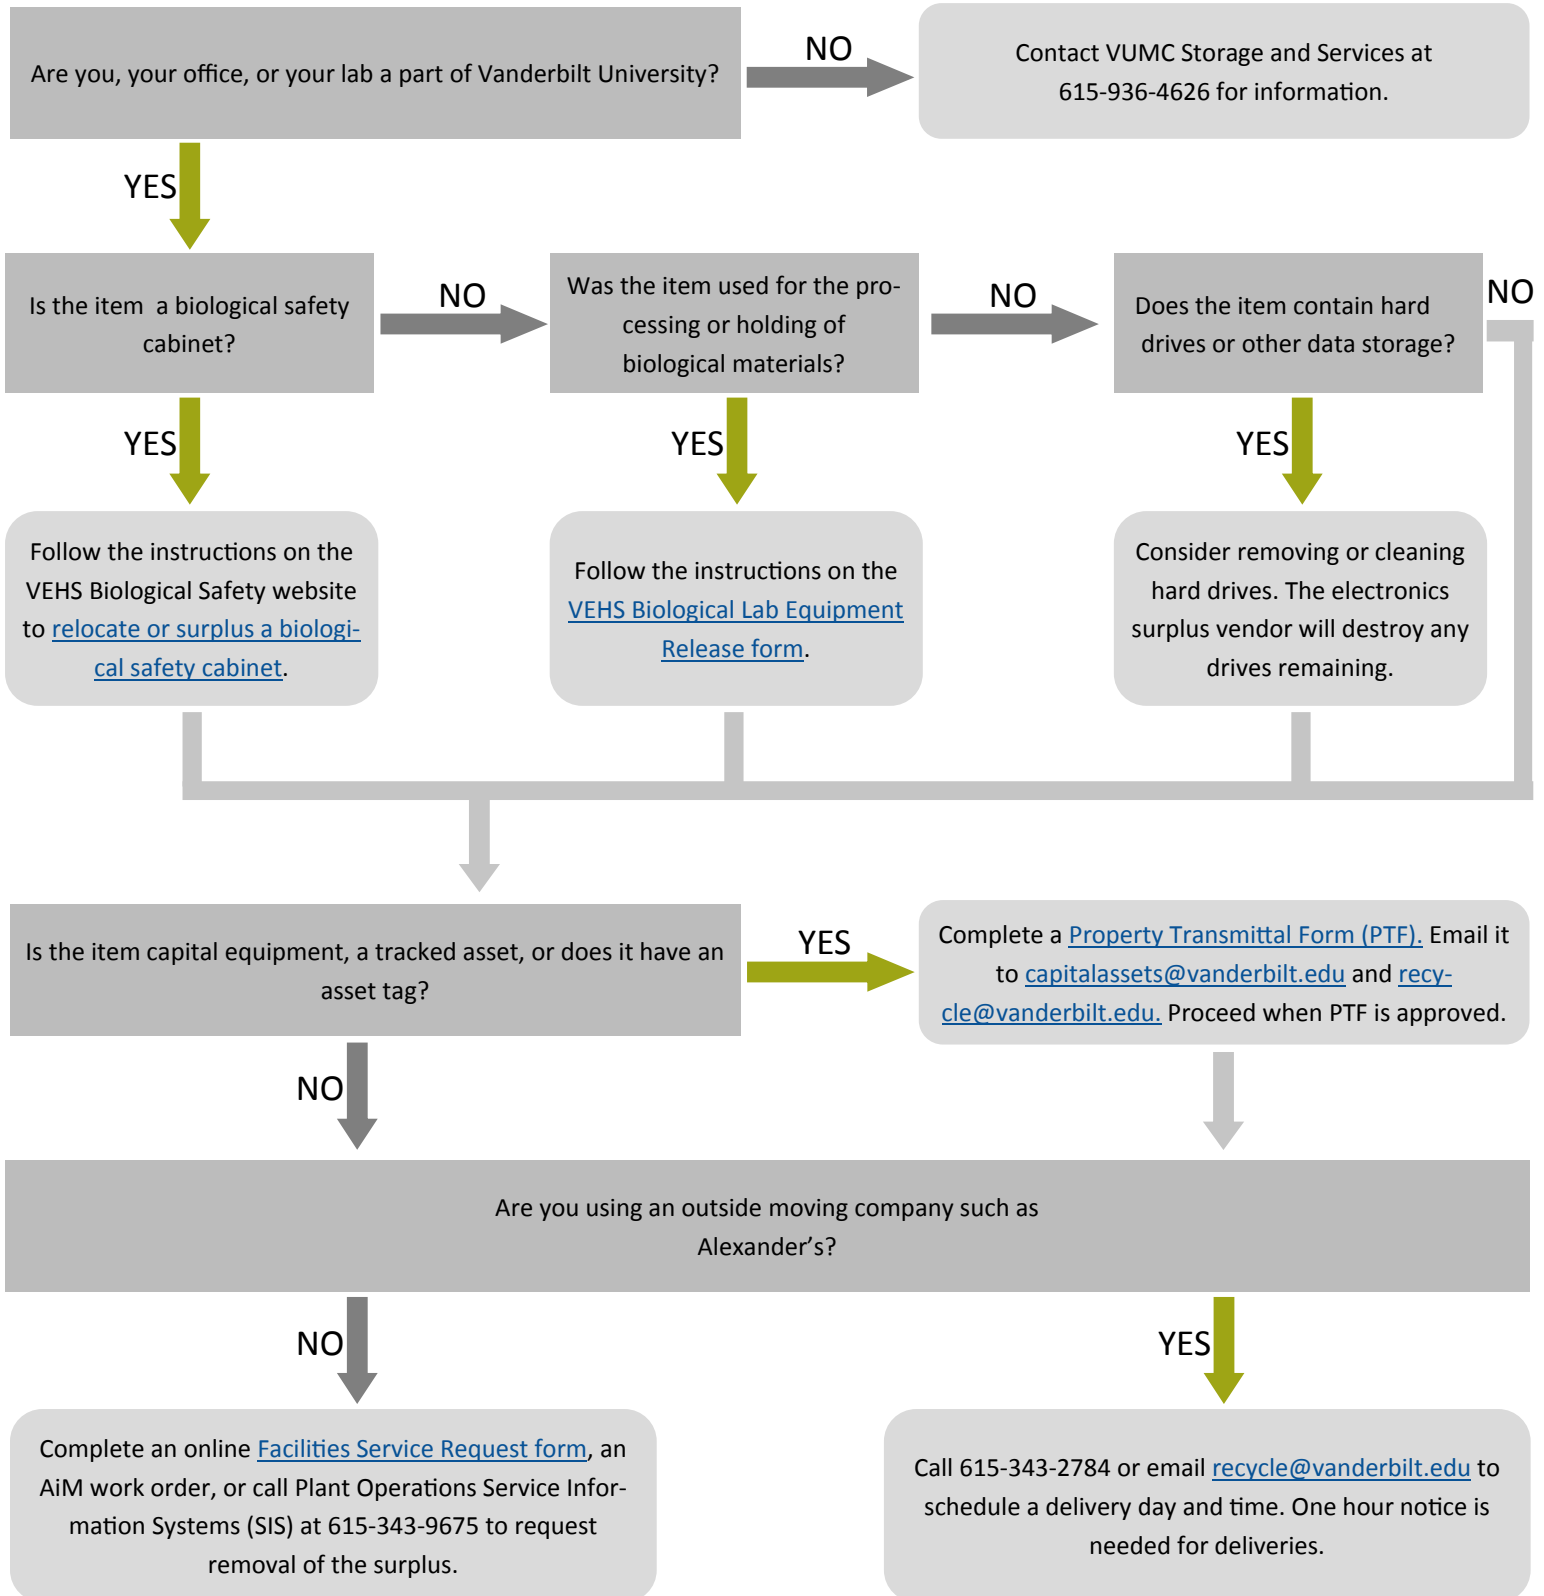 Are you, your office, or your lab a part of Vanderbilt University?
NO
Contact VUMC Storage and Services at
615-936-4626 for information.
YES
Is the item  a biological safety
cabinet?
NO
Was the item used for the pro-
cessing or holding of
biological materials?
NO
Does the item contain hard
drives or other data storage?
NO
YES
YES
YES
Follow the instructions on the
VEHS Biological Safety website
to relocate or surplus a biologi-
cal safety cabinet.
Follow the instructions on the
VEHS Biological Lab Equipment
Release form.
Consider removing or cleaning
hard drives. The electronics
surplus vendor will destroy any
drives remaining.
Is the item capital equipment, a tracked asset, or does it have an
asset tag?
YES
Complete a Property Transmittal Form (PTF). Email it
to capitalassets@vanderbilt.edu and recy-
cle@vanderbilt.edu. Proceed when PTF is approved.
NO
Are you using an outside moving company such as
Alexander’s?
NO
YES
Complete an online Facilities Service Request form, an
AiM work order, or call Plant Operations Service Infor-
mation Systems (SIS) at 615-343-9675 to request
removal of the surplus.
Call 615-343-2784 or email recycle@vanderbilt.edu to
schedule a delivery day and time. One hour notice is
needed for deliveries.